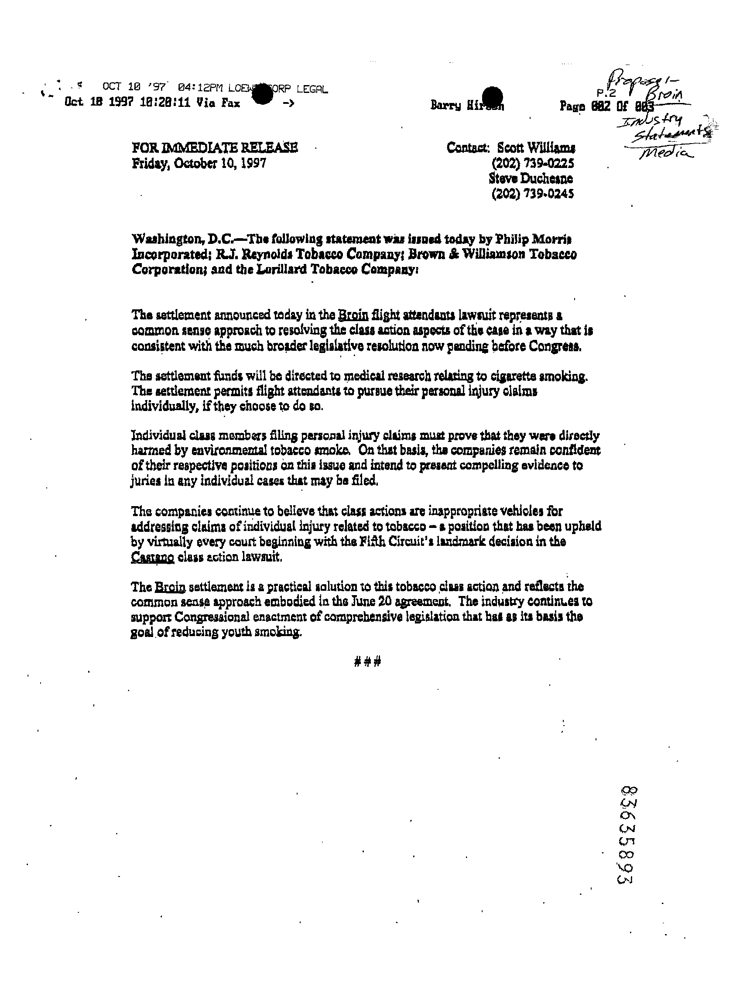 OCT 10 '97 04:12PM LOEWS CORP LEGAL P.2
Oct 10 1997 10:20:11 Via Fax -> Barry Hirson Page 002 Of 003
Proposal-
Broin
Industry
Statements
Media
FOR IMMEDIATE RELEASE
Friday, October 10, 1997
Contact: Scott Williams
(202) 739-0225
Steve Duchesne
(202) 739-0245
Washington, D.C.—The following statement was issued today by Philip Morris
Incorporated; R.J. Reynolds Tobacco Company; Brown & Williamson Tobacco
Corporation; and the Lorillard Tobacco Company:
The settlement announced today in the Broin flight attendants lawsuit represents a
common sense approach to resolving the class action aspects of the case in a way that is
consistent with the much broader legislative resolution now pending before Congress.
The settlement funds will be directed to medical research relating to cigarette smoking.
The settlement permits flight attendants to pursue their personal injury claims
individually, if they choose to do so.
Individual class members filing personal injury claims must prove that they were directly
harmed by environmental tobacco smoke. On that basis, the companies remain confident
of their respective positions on this issue and intend to present compelling evidence to
juries in any individual cases that may be filed.
The companies continue to believe that class actions are inappropriate vehicles for
addressing claims of individual injury related to tobacco – a position that has been upheld
by virtually every court beginning with the Fifth Circuit's landmark decision in the
Castano class action lawsuit.
The Broin settlement is a practical solution to this tobacco class action and reflects the
common sense approach embodied in the June 20 agreement. The industry continues to
support Congressional enactment of comprehensive legislation that has as its basis the
goal of reducing youth smoking.
###
83635893